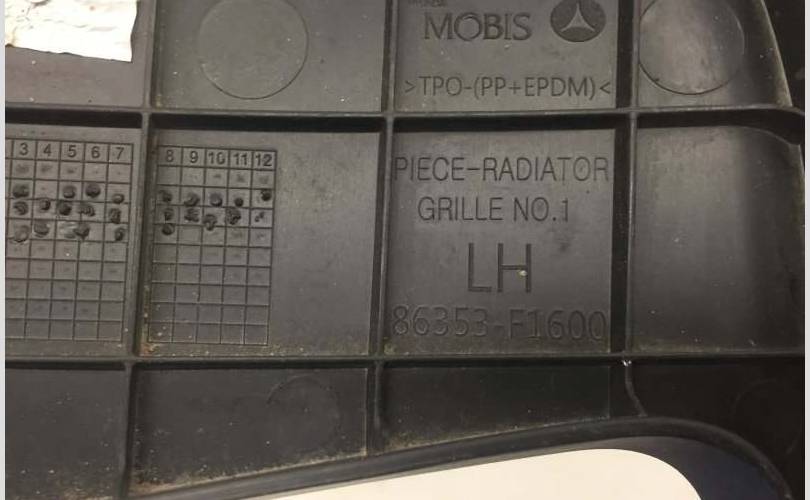 MOBIS
>TPO-(PP+EPDM)<
3 4 5 6 7
8 9 10 11 12
PIECE-RADIATOR
GRILLE NO.1
LH
86353-F1600